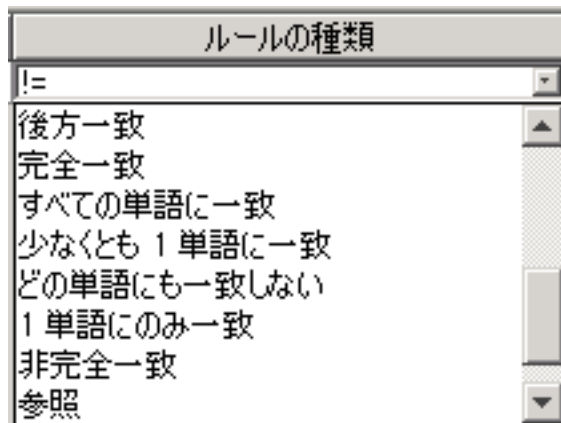 ルールの種類
!=
後方一致
完全一致
すべての単語に一致
少なくとも 1 単語に一致
どの単語にも一致しない
1 単語にのみ一致
非完全一致
参照